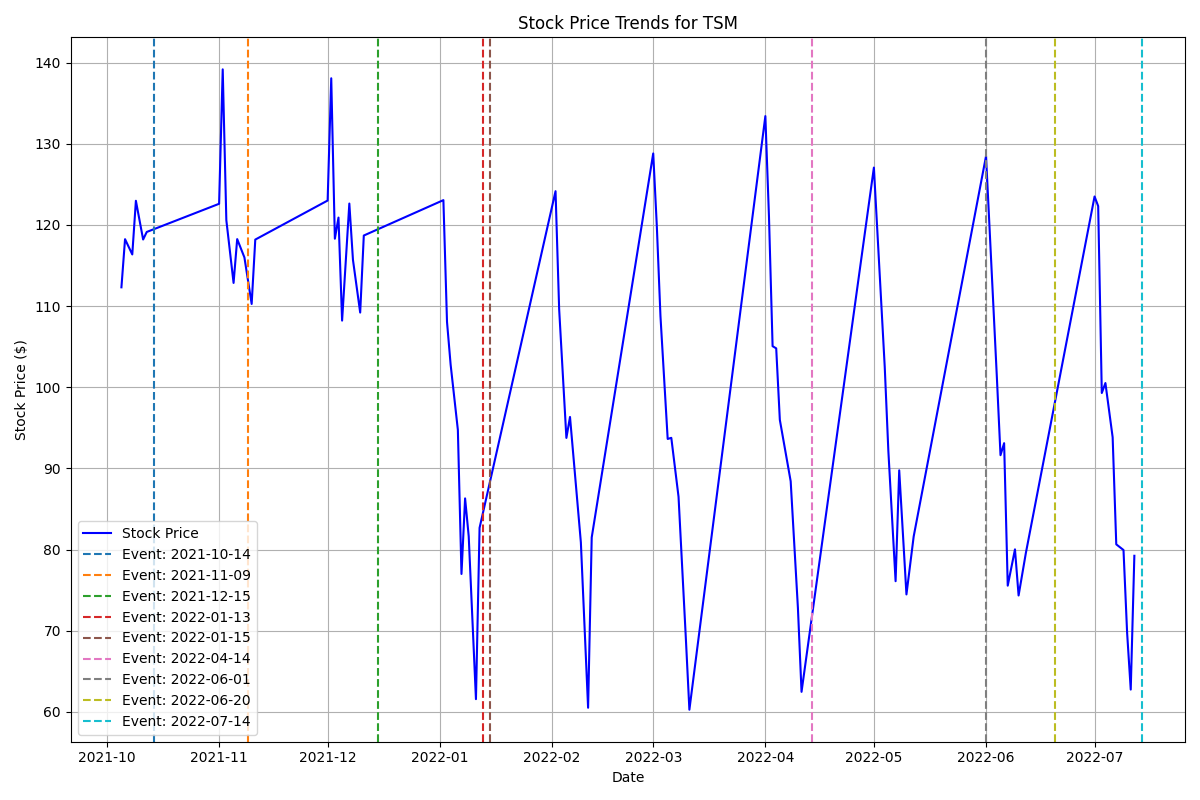 Stock Price Trends for TSM
Stock Price ($)
140
130
120
110
100
90
80
70
60
Stock Price
Event: 2021-10-14
Event: 2021-11-09
Event: 2021-12-15
Event: 2022-01-13
Event: 2022-01-15
Event: 2022-04-14
Event: 2022-06-01
Event: 2022-06-20
Event: 2022-07-14
2021-10 2021-11 2021-12 2022-01 2022-02 2022-03 2022-04 2022-05 2022-06 2022-07
Date